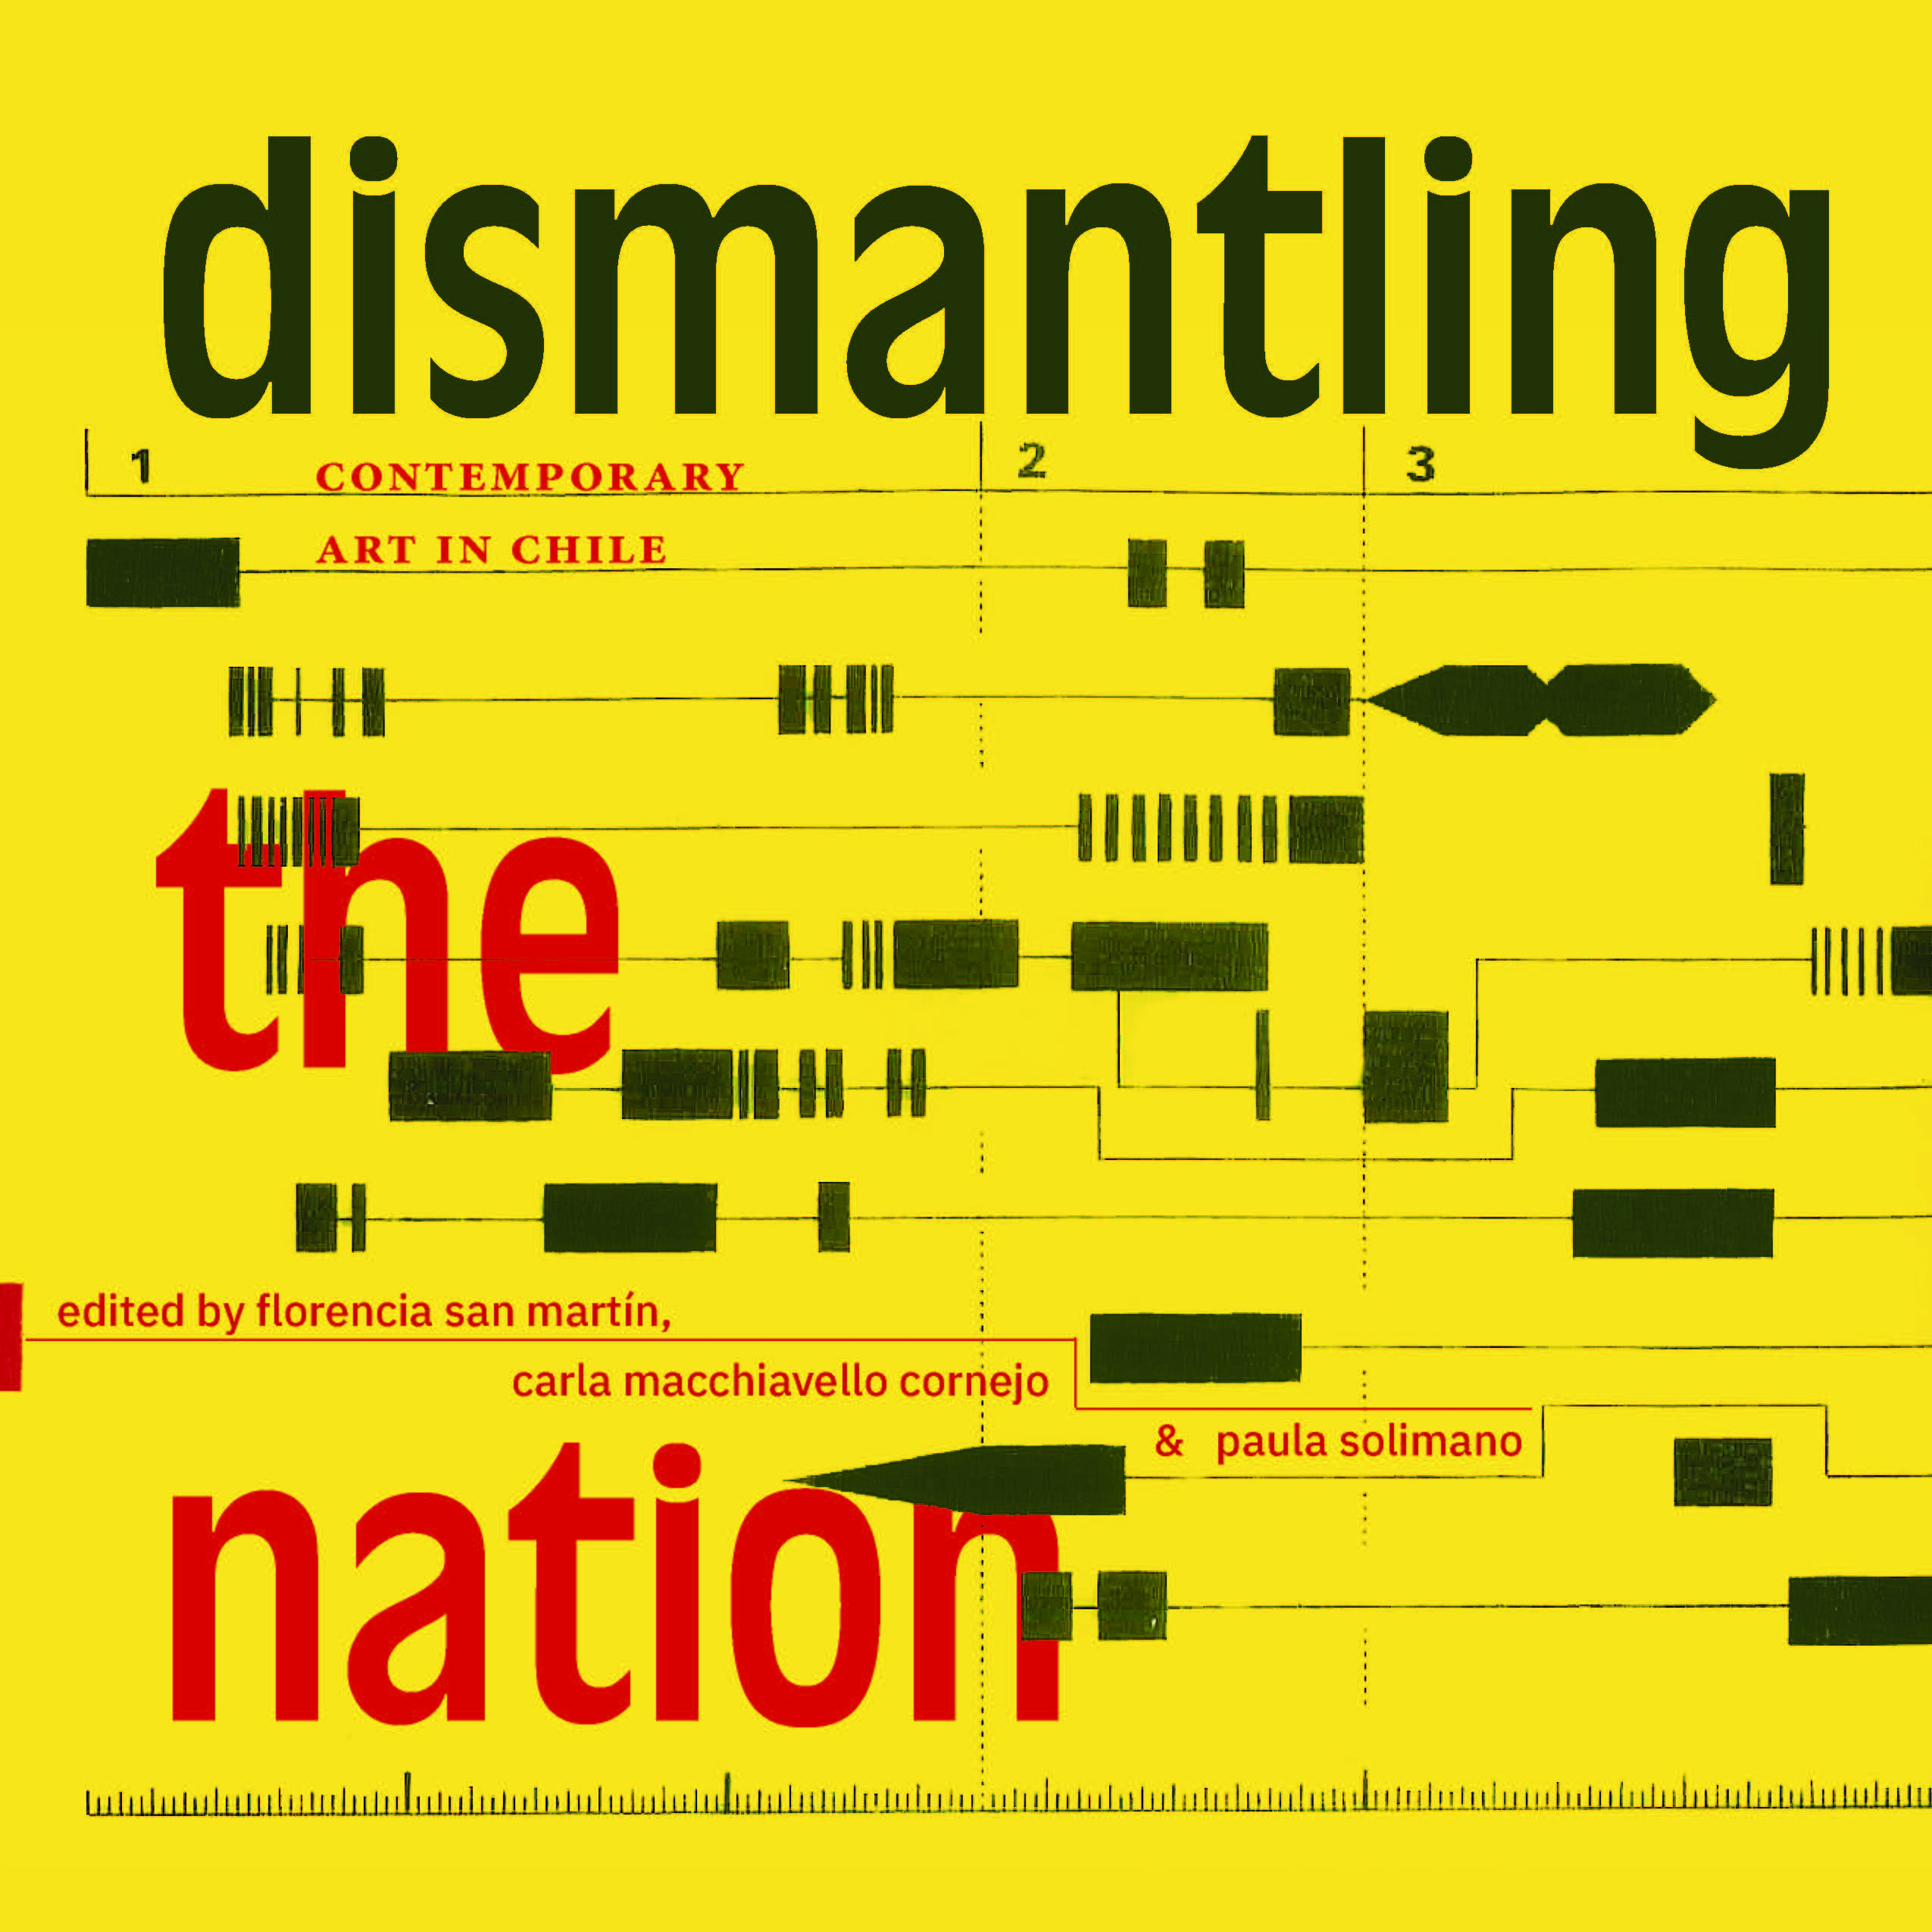 dismantling
1 2 3
CONTEMPORARY
ART IN CHILE
the
edited by florencia san martín,
carla macchiavello cornejo
& paula solimano
nation